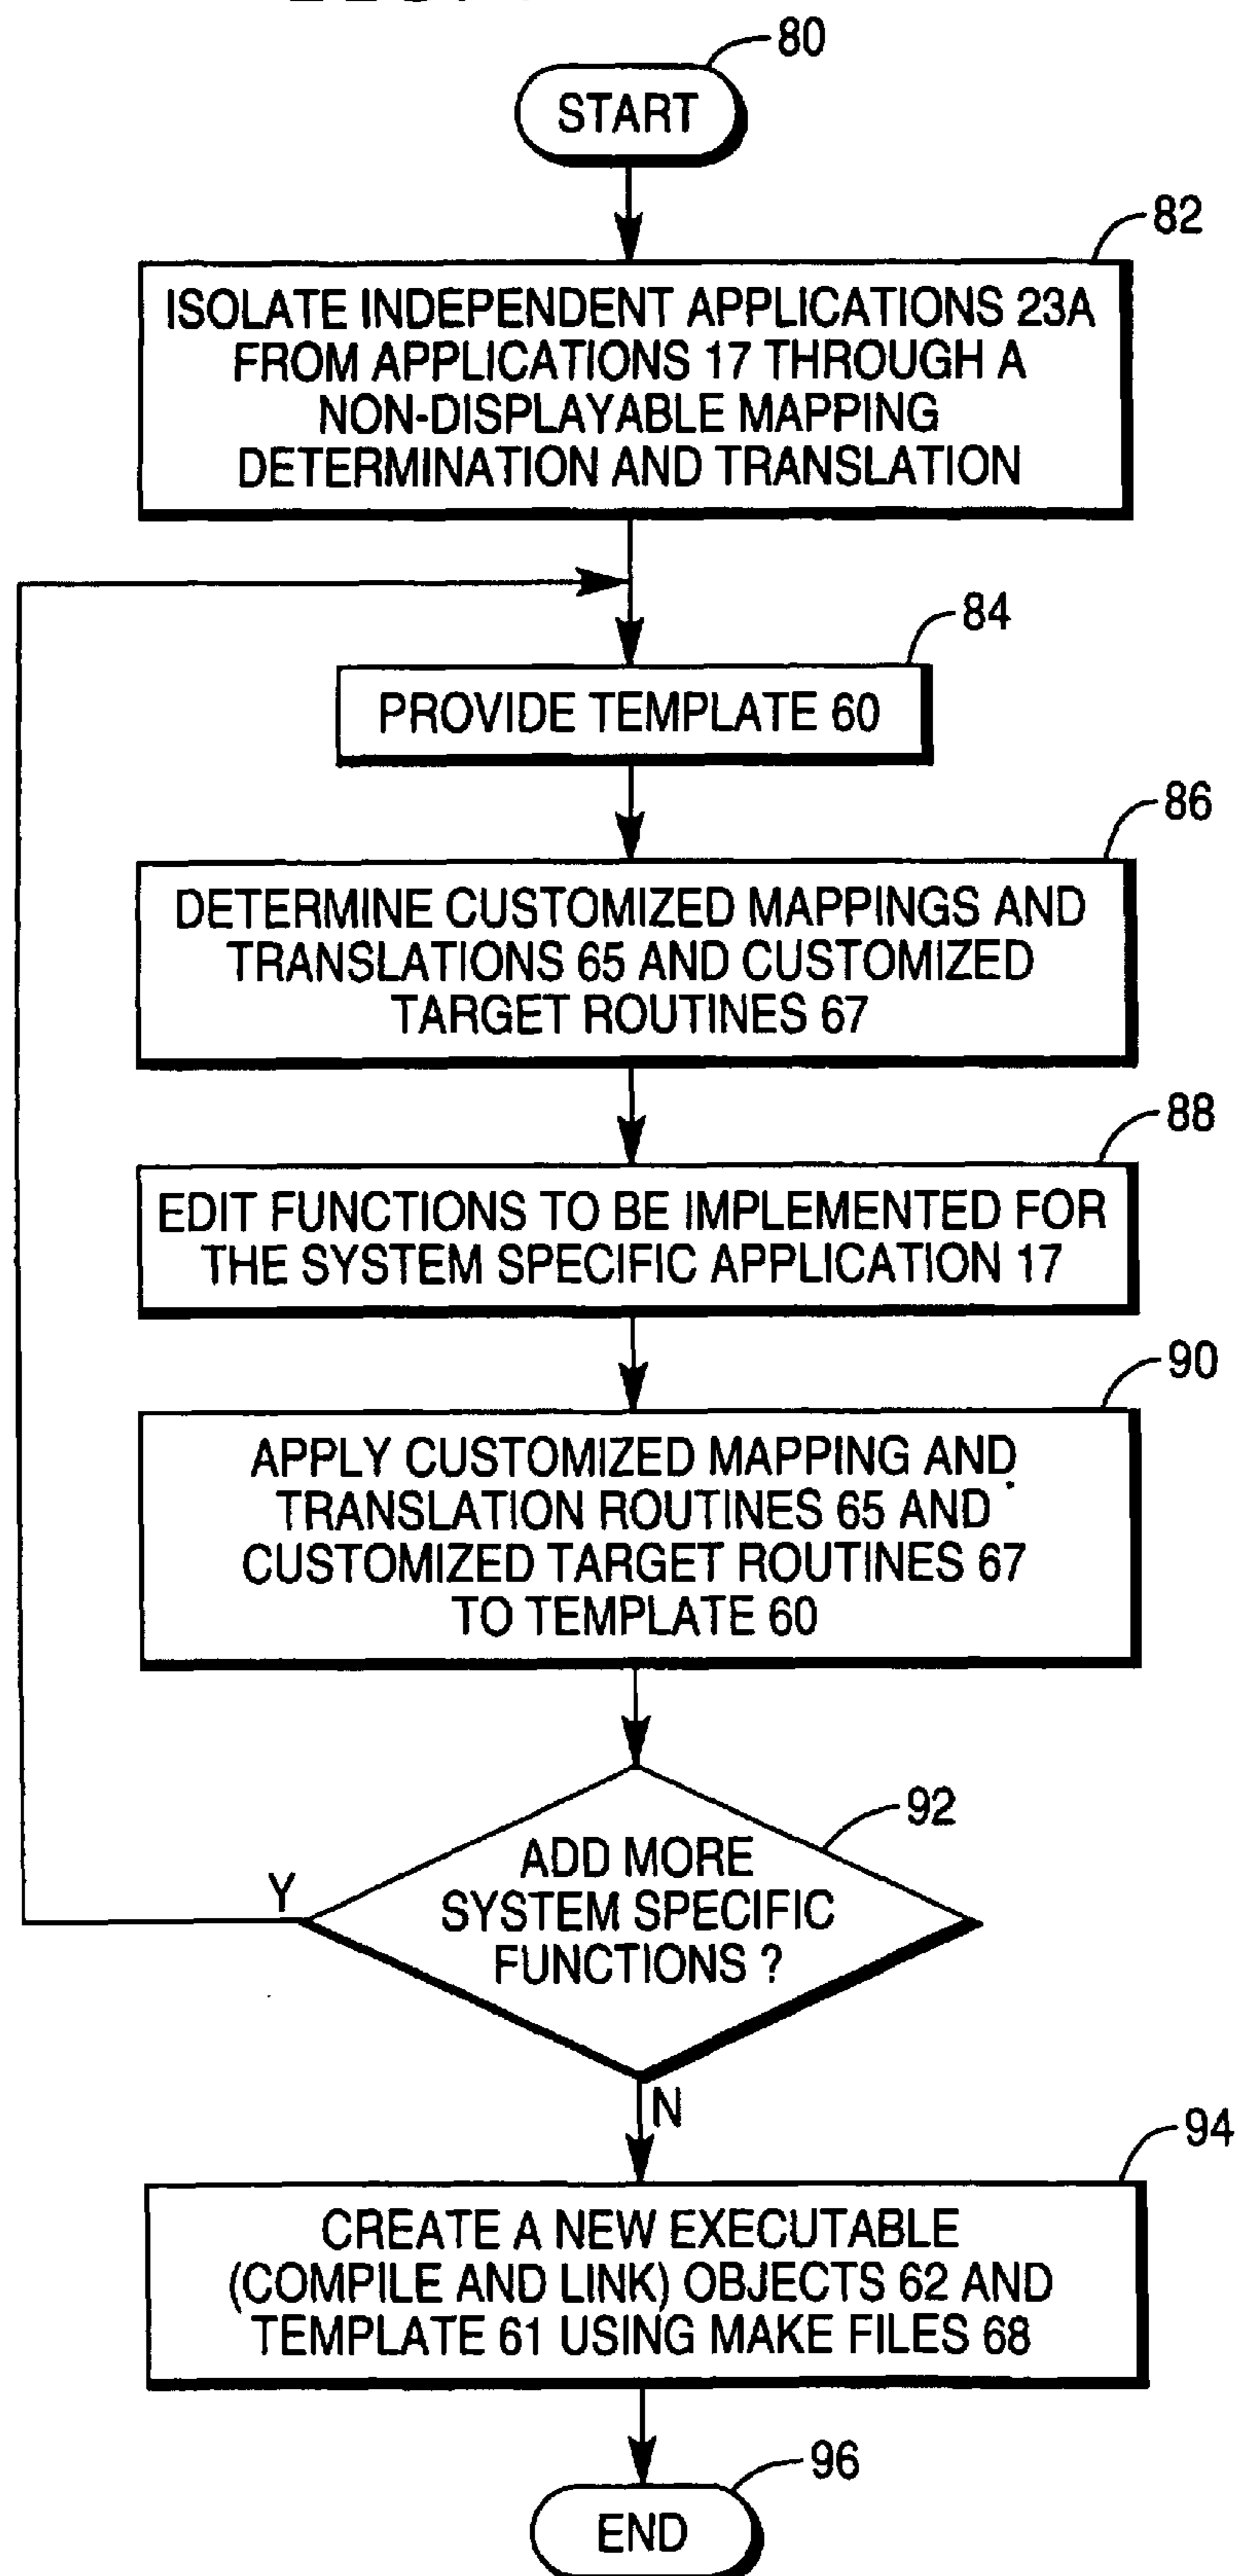 80
START
82
ISOLATE INDEPENDENT APPLICATIONS 23A
FROM APPLICATIONS 17 THROUGH A
NON-DISPLAYABLE MAPPING
DETERMINATION AND TRANSLATION
84
PROVIDE TEMPLATE 60
86
DETERMINE CUSTOMIZED MAPPINGS AND
TRANSLATIONS 65 AND CUSTOMIZED
TARGET ROUTINES 67
88
EDIT FUNCTIONS TO BE IMPLEMENTED FOR
THE SYSTEM SPECIFIC APPLICATION 17
90
APPLY CUSTOMIZED MAPPING AND
TRANSLATION ROUTINES 65 AND
CUSTOMIZED TARGET ROUTINES 67
TO TEMPLATE 60
92
ADD MORE
SYSTEM SPECIFIC
FUNCTIONS ?
Y
N
94
CREATE A NEW EXECUTABLE
(COMPILE AND LINK) OBJECTS 62 AND
TEMPLATE 61 USING MAKE FILES 68
96
END